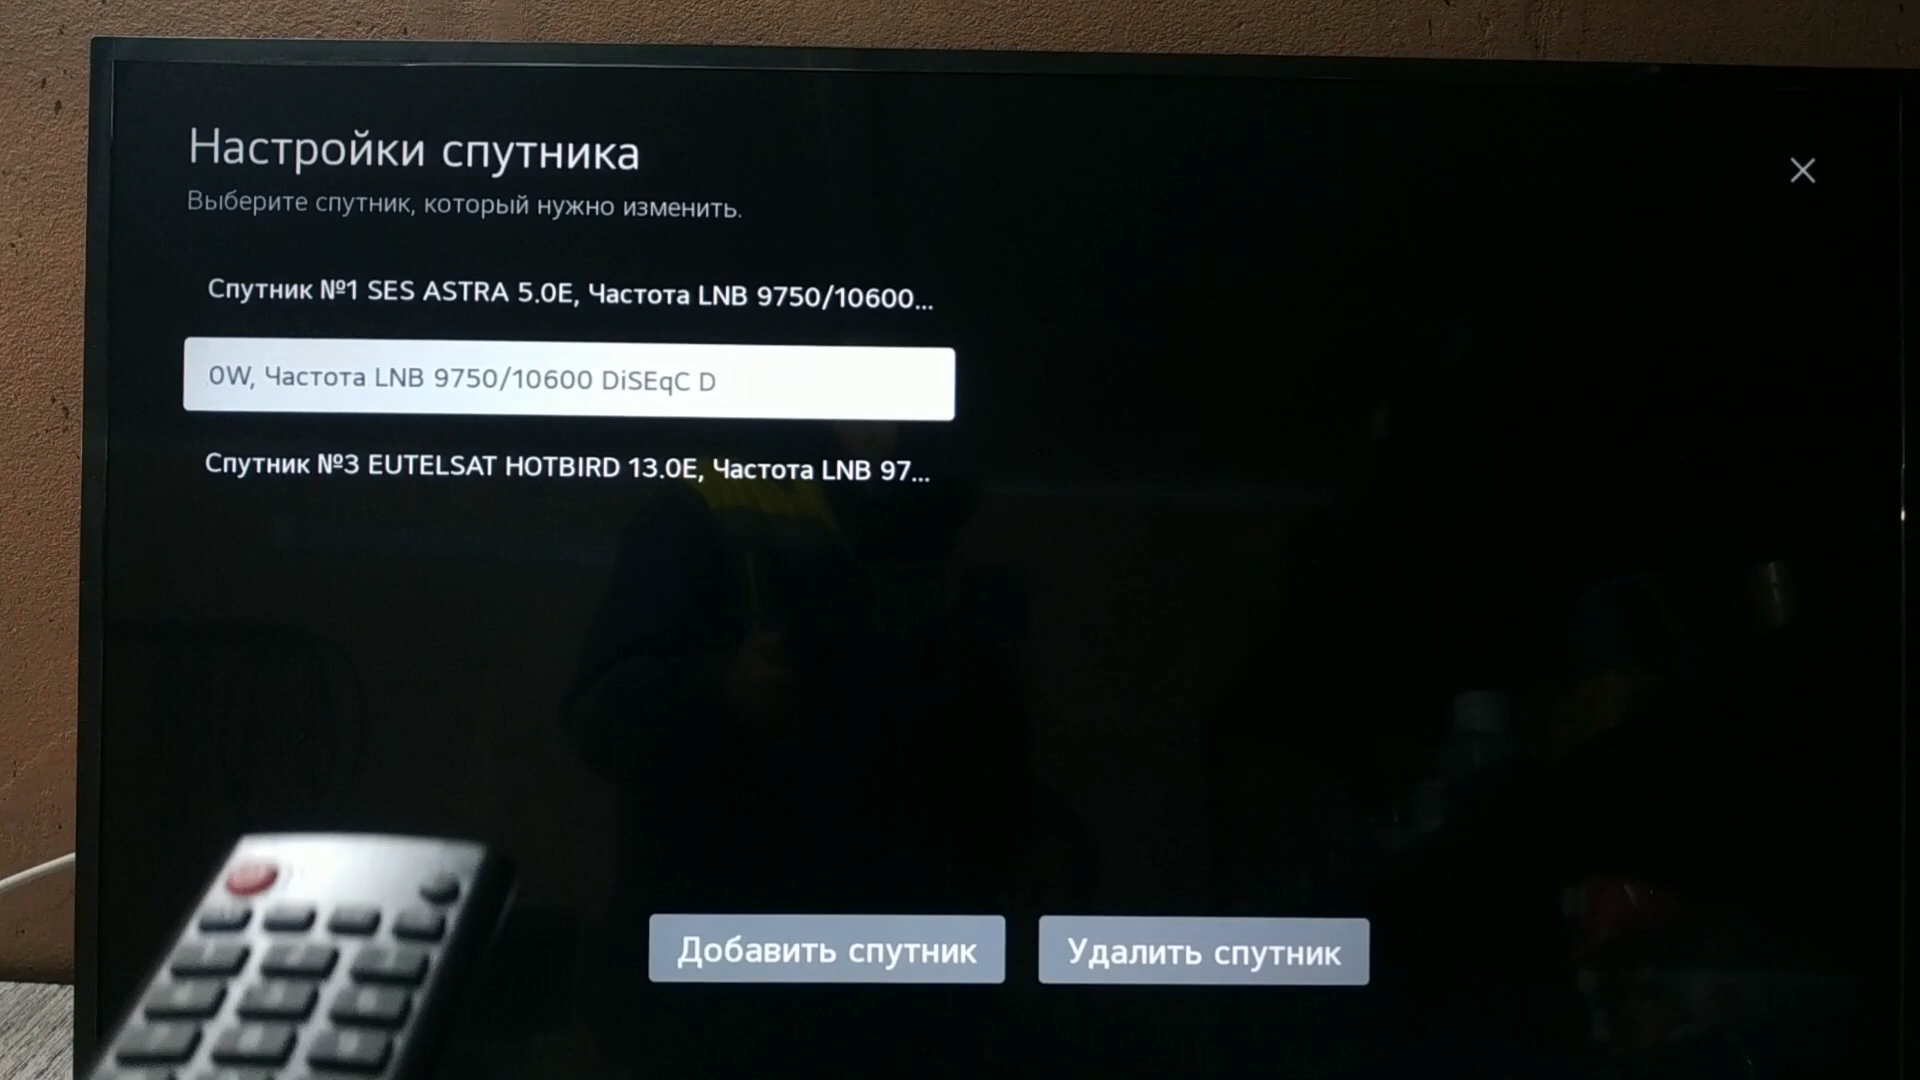 Настройки спутника
Выберите спутник, который нужно изменить.
Спутник №1 SES ASTRA 5.0E, Частота LNB 9750/10600...
.0W, Частота LNB 9750/10600 DiSEqC D
Спутник №3 EUTELSAT HOTBIRD 13.0E, Частота LNB 97...
Добавить спутник
Удалить спутник